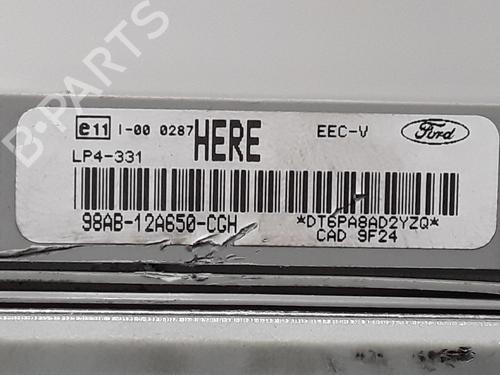 B-PARTS
e11 I-00 0287 HERE EEC-V Ford
LP4-331
98AB-12A650-CGH *DT6PA8AD2YZQ*
CAD 9F24